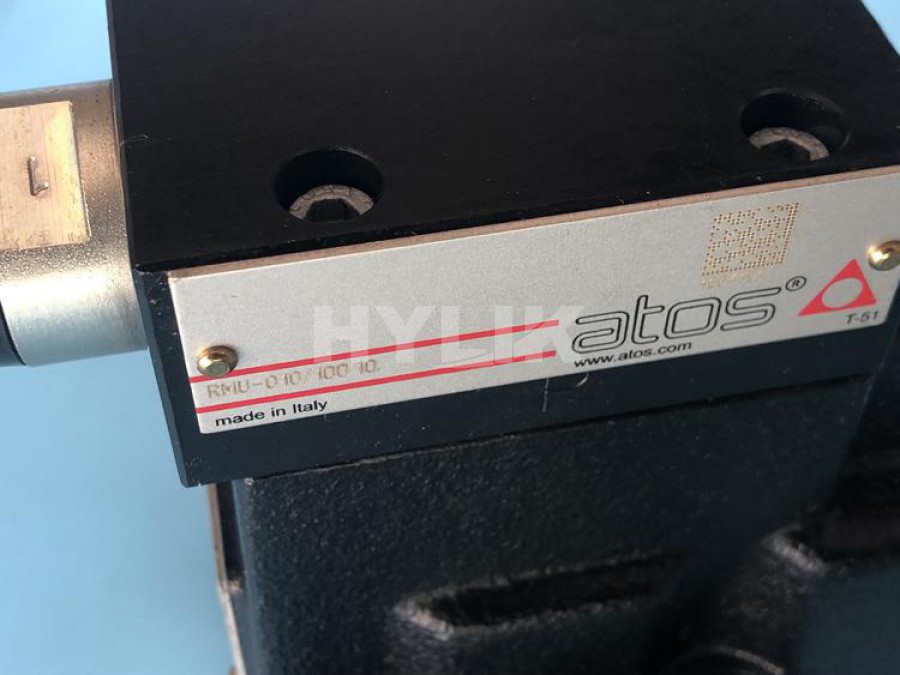 L
HYLIK
atos®
www.atos.com
T-51
RMU-010/100 10
made in Italy
P